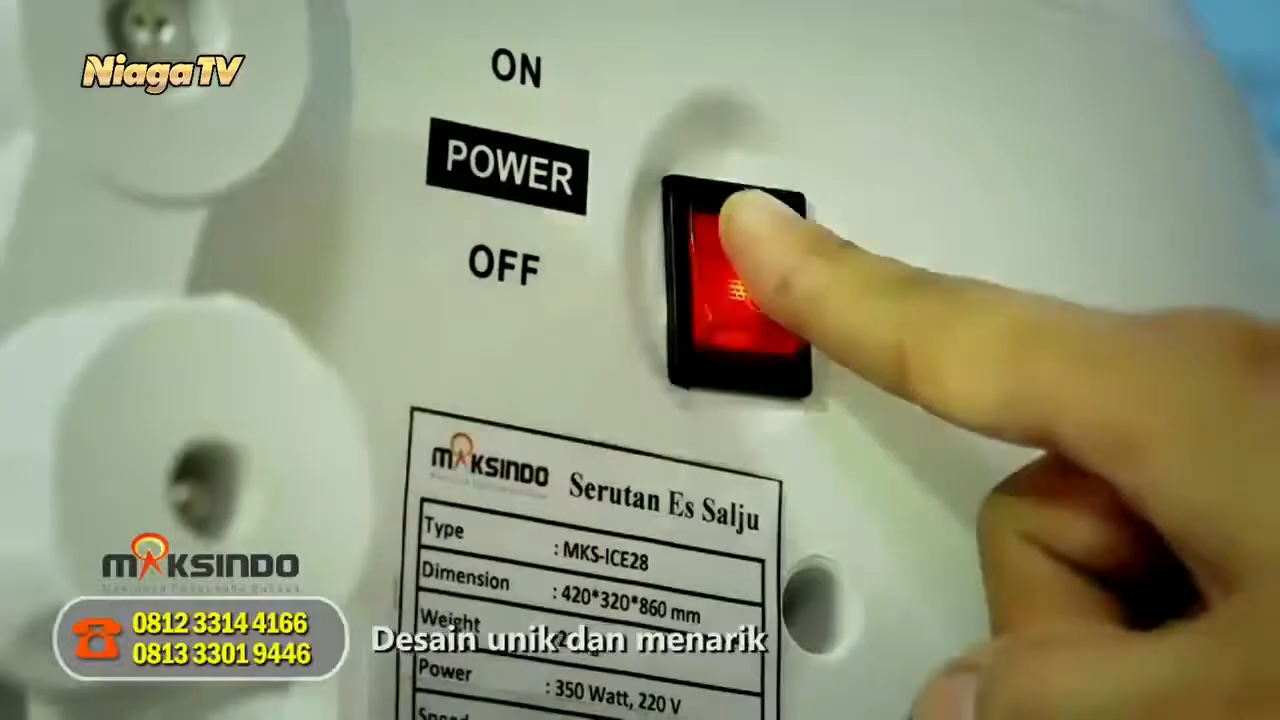 NiagaTV
ON
POWER
OFF
MAKSINDO
Serutan Es Salju
Type : MKS-ICE28
Dimension : 420*320*860 mm
Weight
Power : 350 Watt, 220 V
MAKSINDO
0812 3314 4166
0813 3301 9446
Desain unik dan menarik